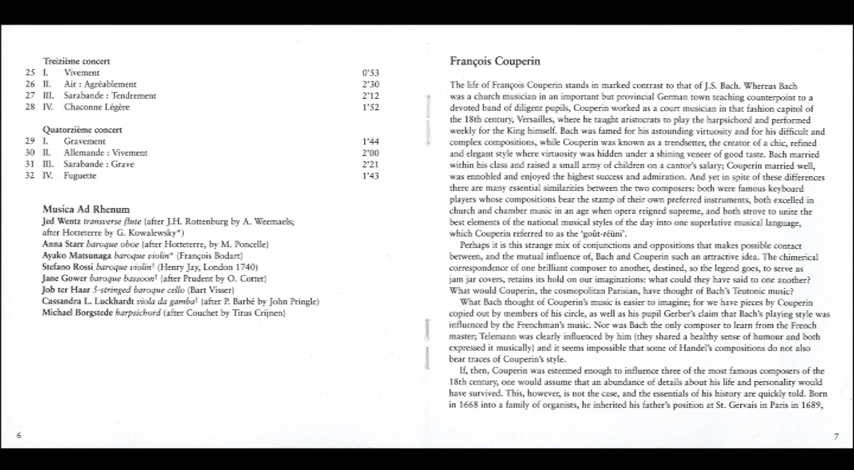 Treizième concert
25 I. Vivement 0'53
26 II. Air : Agréablement 2'30
27 III. Sarabande : Tendrement 2'12
28 IV. Chaconne Légère 1'52
Quatorzième concert
29 I. Gravement 1'44
30 II. Allemande : Vivement 2'00
31 III. Sarabande : Grave 2'21
32 IV. Fuguette 1'43
Musica Ad Rhenum
Jed Wentz transverse flute (after J.H. Rottenburg by A. Weemaels;
after Hotteterre by G. Kowalewsky*)
Anna Starr baroque oboe (after Hotteterre, by M. Poncelle)
Ayako Matsunaga baroque violin* (François Bodart)
Stefano Rossi baroque violin† (Henry Jay, London 1740)
Jane Gower baroque bassoon† (after Prudent by O. Cottet)
Job ter Haar 5-stringed baroque cello (Bart Visser)
Cassandra L. Luckhardt viola da gamba† (after P. Barbé by John Pringle)
Michael Borgstede harpsichord (after Couchet by Titus Crijnen)
6
François Couperin
The life of François Couperin stands in marked contrast to that of J.S. Bach. Whereas Bach
was a church musician in an important but provincial German town teaching counterpoint to a
devoted band of diligent pupils, Couperin worked as a court musician in that fashion capitol of
the 18th century, Versailles, where he taught aristocrats to play the harpsichord and performed
weekly for the King himself. Bach was famed for his astounding virtuosity and for his difficult and
complex compositions, while Couperin was known as a trendsetter, the creator of a chic, refined
and elegant style where virtuosity was hidden under a shining veneer of good taste. Bach married
within his class and raised a small army of children on a cantor's salary; Couperin married well,
was ennobled and enjoyed the highest success and admiration. And yet in spite of these differences
there are many essential similarities between the two composers: both were famous keyboard
players whose compositions bear the stamp of their own preferred instruments, both excelled in
church and chamber music in an age when opera reigned supreme, and both strove to unite the
best elements of the national musical styles of the day into one superlative musical language,
which Couperin referred to as the 'goût-réüni'.
Perhaps it is this strange mix of conjunctions and oppositions that makes possible contact
between, and the mutual influence of, Bach and Couperin such an attractive idea. The chimerical
correspondence of one brilliant composer to another, destined, so the legend goes, to serve as
jam jar covers, retains its hold on our imaginations: what could they have said to one another?
What would Couperin, the cosmopolitan Parisian, have thought of Bach's Teutonic music?
What Bach thought of Couperin's music is easier to imagine; for we have pieces by Couperin
copied out by members of his circle, as well as his pupil Gerber's claim that Bach's playing style was
influenced by the Frenchman's music. Nor was Bach the only composer to learn from the French
master; Telemann was clearly influenced by him (they shared a healthy sense of humour and both
expressed it musically) and it seems impossible that some of Handel's compositions do not also
bear traces of Couperin's style.
If, then, Couperin was esteemed enough to influence three of the most famous composers of the
18th century, one would assume that an abundance of details about his life and personality would
have survived. This, however, is not the case, and the essentials of his history are quickly told. Born
in 1668 into a family of organists, he inherited his father's position at St. Gervais in Paris in 1689,
7